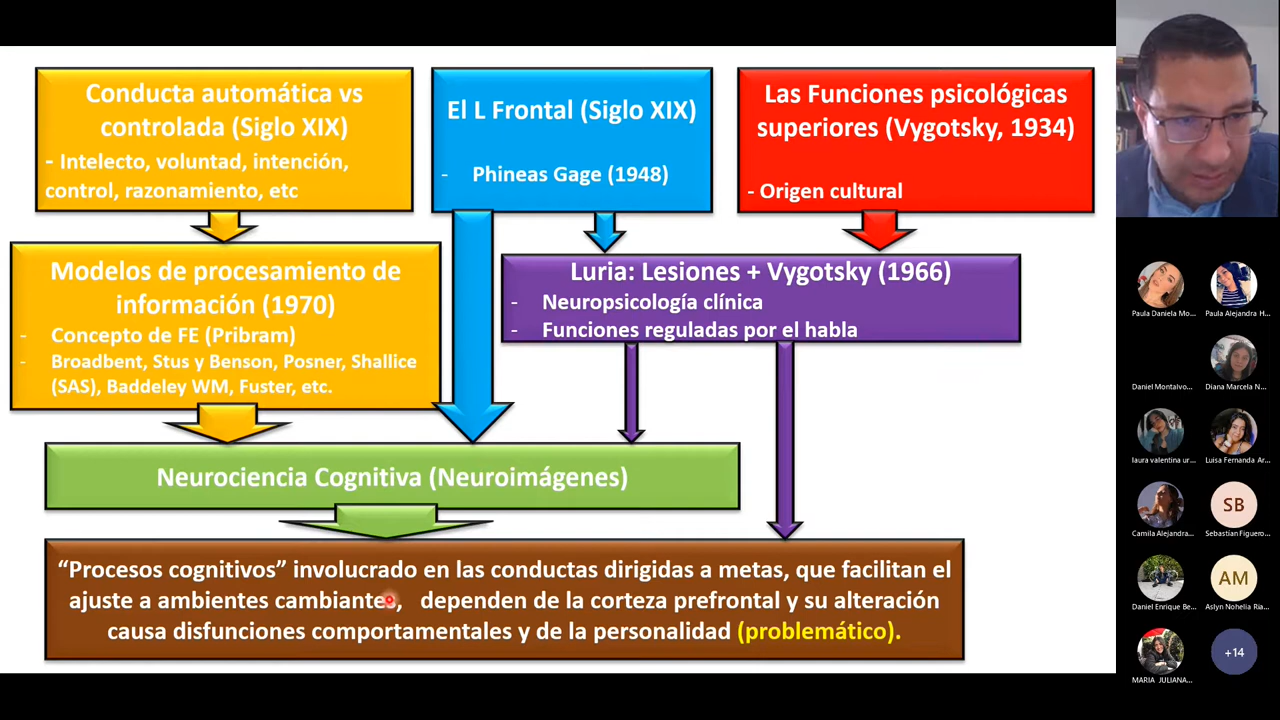 Conducta automática vs
controlada (Siglo XIX)
- Intelecto, voluntad, intención,
control, razonamiento, etc
El L Frontal (Siglo XIX)
- Phineas Gage (1948)
Las Funciones psicológicas
superiores (Vygotsky, 1934)
- Origen cultural
Modelos de procesamiento de
información (1970)
- Concepto de FE (Pribram)
- Broadbent, Stus y Benson, Posner, Shallice
(SAS), Baddeley WM, Fuster, etc.
Luria: Lesiones + Vygotsky (1966)
- Neuropsicología clínica
- Funciones reguladas por el habla
Neurociencia Cognitiva (Neuroimágenes)
“Procesos cognitivos” involucrado en las conductas dirigidas a metas, que facilitan el
ajuste a ambientes cambiantes, dependen de la corteza prefrontal y su alteración
causa disfunciones comportamentales y de la personalidad (problemático).
Paula Daniela Mo...
Paula Alejandra H...
Daniel Montalvo...
Diana Marcela N...
laura valentina ur...
Luisa Fernanda Ar...
Camila Alejandra...
SB
Sebastian Figuero...
Daniel Enrique Be...
AM
Aslyn Nohelia Ria...
MARIA JULIANA...
+14